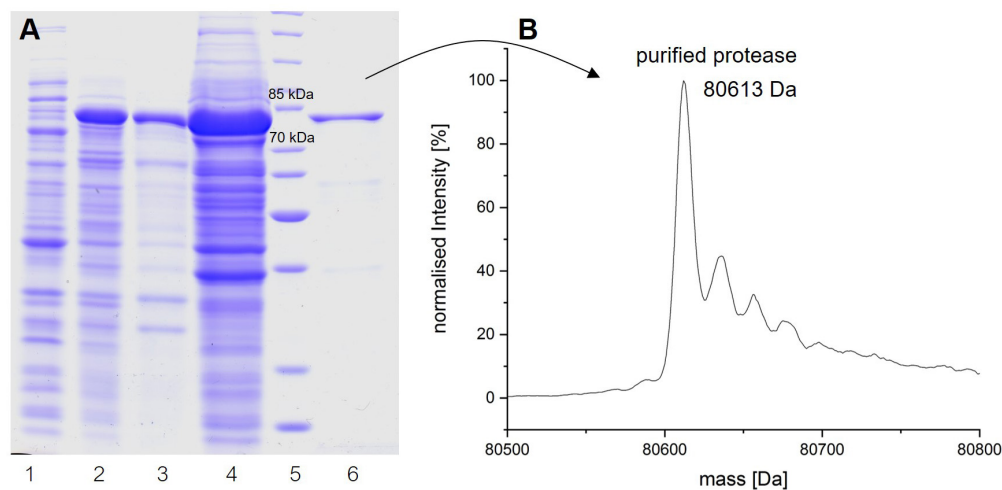 A
85 kDa
70 kDa
1 2 3 4 5 6
B
purified protease
80613 Da
normalised Intensity [%]
100
80
60
40
20
0
80500 80600 80700 80800
mass [Da]